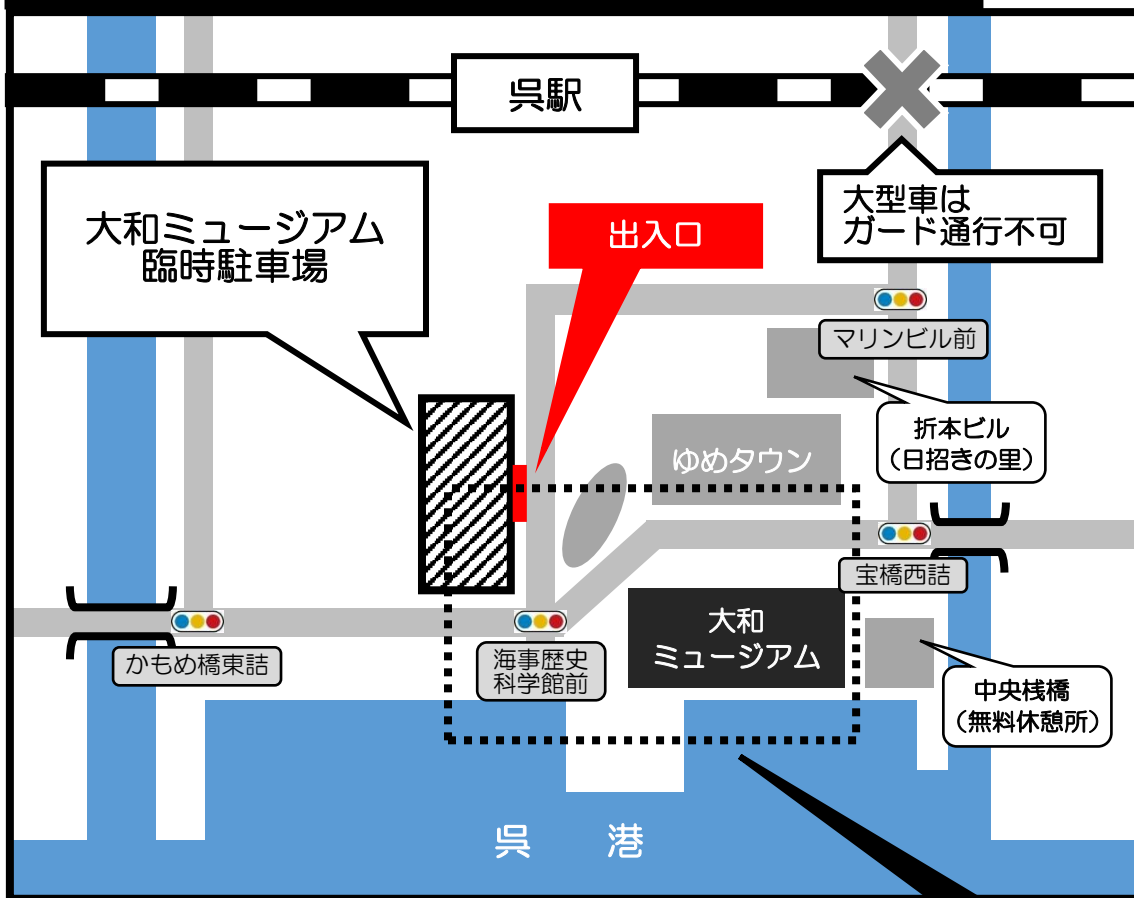 呉駅
大和ミュージアム
臨時駐車場
出入口
大型車は
ガード通行不可
マリンビル前
折本ビル
（日招きの里）
ゆめタウン
宝橋西詰
大和
ミュージアム
かもめ橋東詰
海事歴史
科学館前
中央桟橋
（無料休憩所）
呉　港